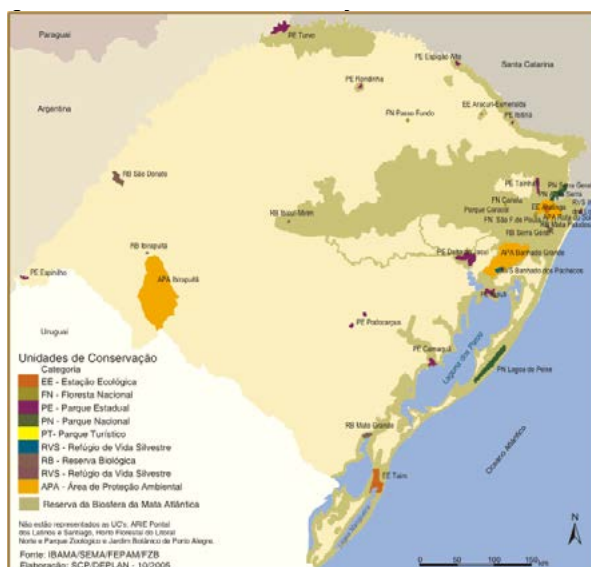 Paraguai
Santa Catarina
Argentina
Uruguai
PE Turvo
PE Espigão Alto
PE Rondinha
FN Passo Fundo
EE Aracuri-Esmeralda
PE Ibitiriá
RB São Donato
RB Ibicuí-Mirim
PE Tainhas
FN Canela
Parque Caracol
RB Serra Geral
RB Ibirapuitã
APA Ibirapuitã
PE Espinilho
PE Delta do Jacuí
APA Banhado Grande
RVS Banhado dos Pachecos
PE Podocarpus
PE Camaquã
Laguna dos Patos
PN Lagoa do Peixe
RB Mato Grande
EE Taim
Oceano Atlântico
Unidades de Conservação
Categoria
EE - Estação Ecológica
FN - Floresta Nacional
PE - Parque Estadual
PN - Parque Nacional
PT- Parque Turístico
RVS - Refúgio de Vida Silvestre
RB - Reserva Biológica
RVS - Refúgio da Vida Silvestre
APA - Área de Proteção Ambiental
Reserva da Biosfera da Mata Atlântica
Não estão representados as UC's: ARIE Pontal
dos Latinos e Santiago, Horto Florestal do Litoral
Norte e Parque Zoológico e Jardim Botânico de Porto Alegre.
Fonte: IBAMA/SEMA/FEPAM/FZB
Elaboração: SCP/DEPLAN - 10/2005
N
50 0 50 100 150